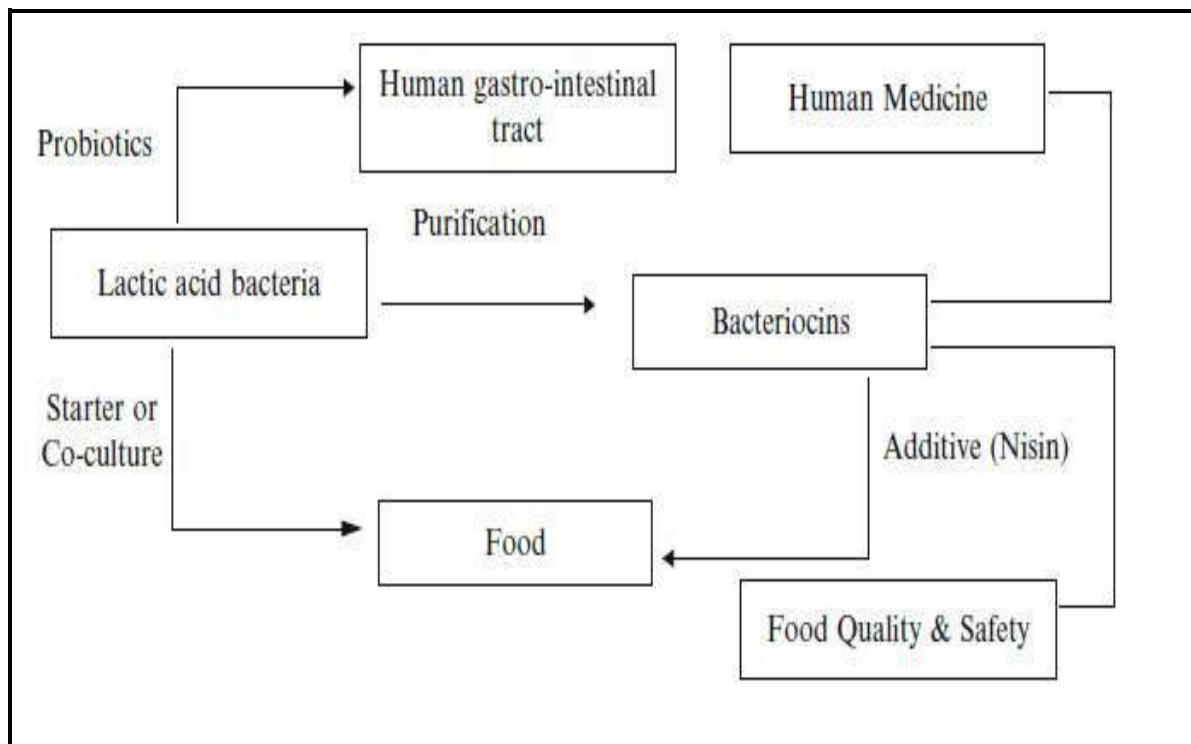 Human gastro-intestinal
tract
Human Medicine
Probiotics
Purification
Lactic acid bacteria
Bacteriocins
Starter or
Co-culture
Additive (Nisin)
Food
Food Quality & Safety